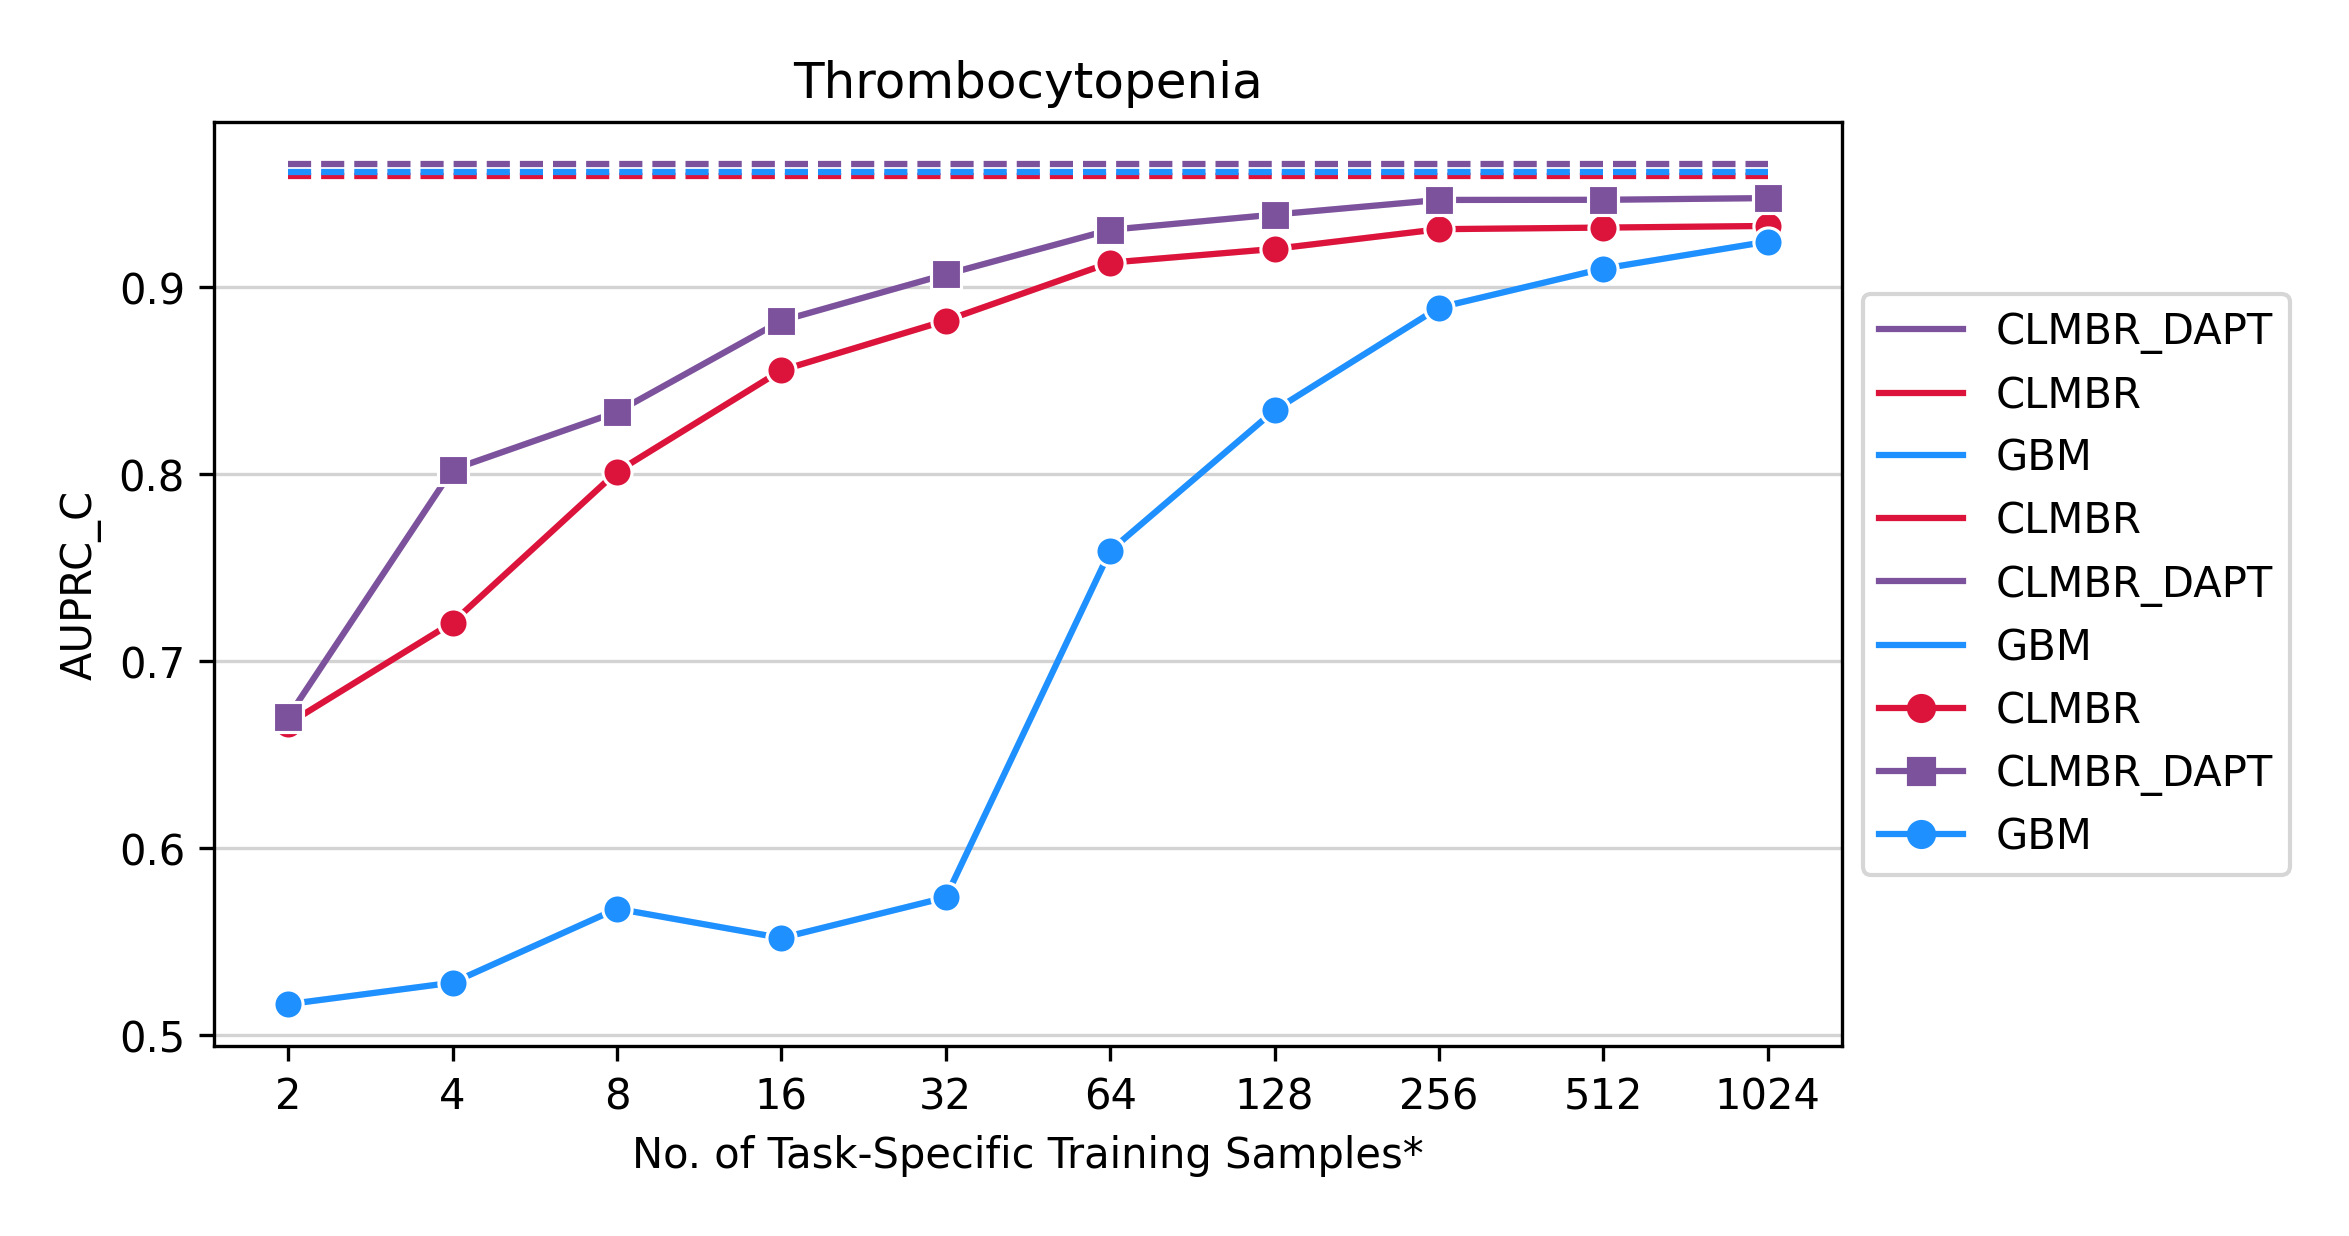 Thrombocytopenia
AUPRC_C
0.9
0.8
0.7
0.6
0.5
2 4 8 16 32 64 128 256 512 1024
No. of Task-Specific Training Samples*
CLMBR_DAPT
CLMBR
GBM
CLMBR
CLMBR_DAPT
GBM
CLMBR
CLMBR_DAPT
GBM